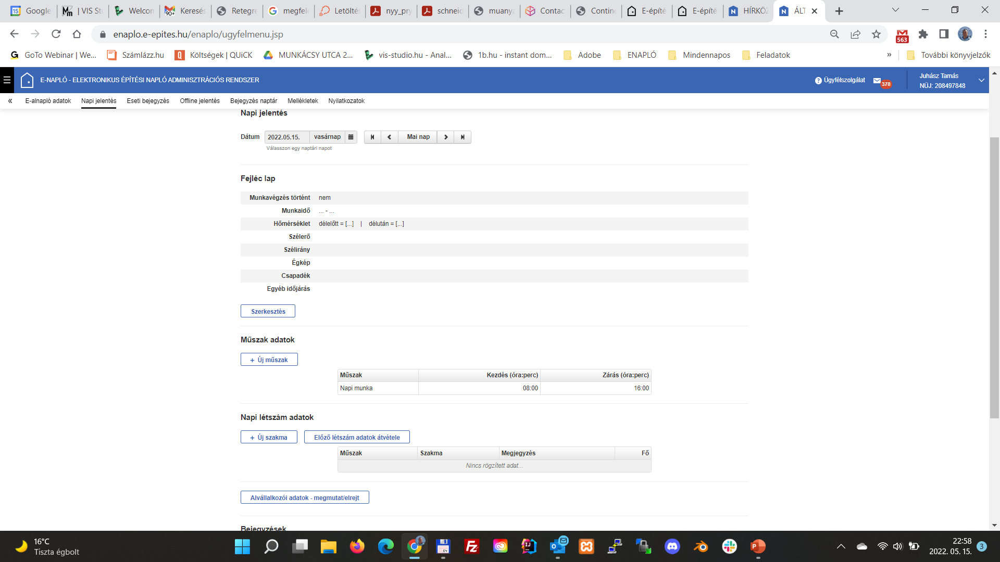 Google
| VIS St
Welcon
Keresés
Retegre
megfel
Letölté
nyy_pry
schneid
muanya
Contac
Contin
E-építé
E-építé
HÍRKÖZ
ÁLT
enaplo.e-epites.hu/enaplo/ugyfelmenu.jsp
563
GoTo Webinar | We...
Számlázz.hu
Költségek | QUiCK
MUNKÁCSY UTCA 2...
vis-studio.hu - Anal...
1b.hu - instant dom...
Adobe
ENAPLÓ
Mindennapos
Feladatok
»
További könyvjelzők
E-NAPLÓ - ELEKTRONIKUS ÉPÍTÉSI NAPLÓ ADMINISZTRÁCIÓS RENDSZER
Ügyfélszolgálat
378
Juhász Tamás
NÜJ: 208497848
« E-alnapló adatok Napi jelentés Eseti bejegyzés Offline jelentés Bejegyzés naptár Mellékletek Nyilatkozatok
Napi jelentés
Dátum 2022.05.15. vasárnap Mai nap
Válasszon egy naptári napot
Fejléc lap
Munkavégzés történt nem
Munkaidő ... - ...
Hőmérséklet délelőtt = [...] | délután = [...]
Szélerő
Szélirány
Égkép
Csapadék
Egyéb időjárás
Szerkesztés
Műszak adatok
+ Új műszak
Műszak Kezdés (óra:perc) Zárás (óra:perc)
Napi munka 08:00 16:00
Napi létszám adatok
+ Új szakma Előző létszám adatok átvétele
Műszak Szakma Megjegyzés Fő
Nincs rögzített adat...
Alvállalkozói adatok - megmutat/elrejt
Bejegyzések
16°C
Tiszta égbolt
22:58
2022. 05. 15.
3